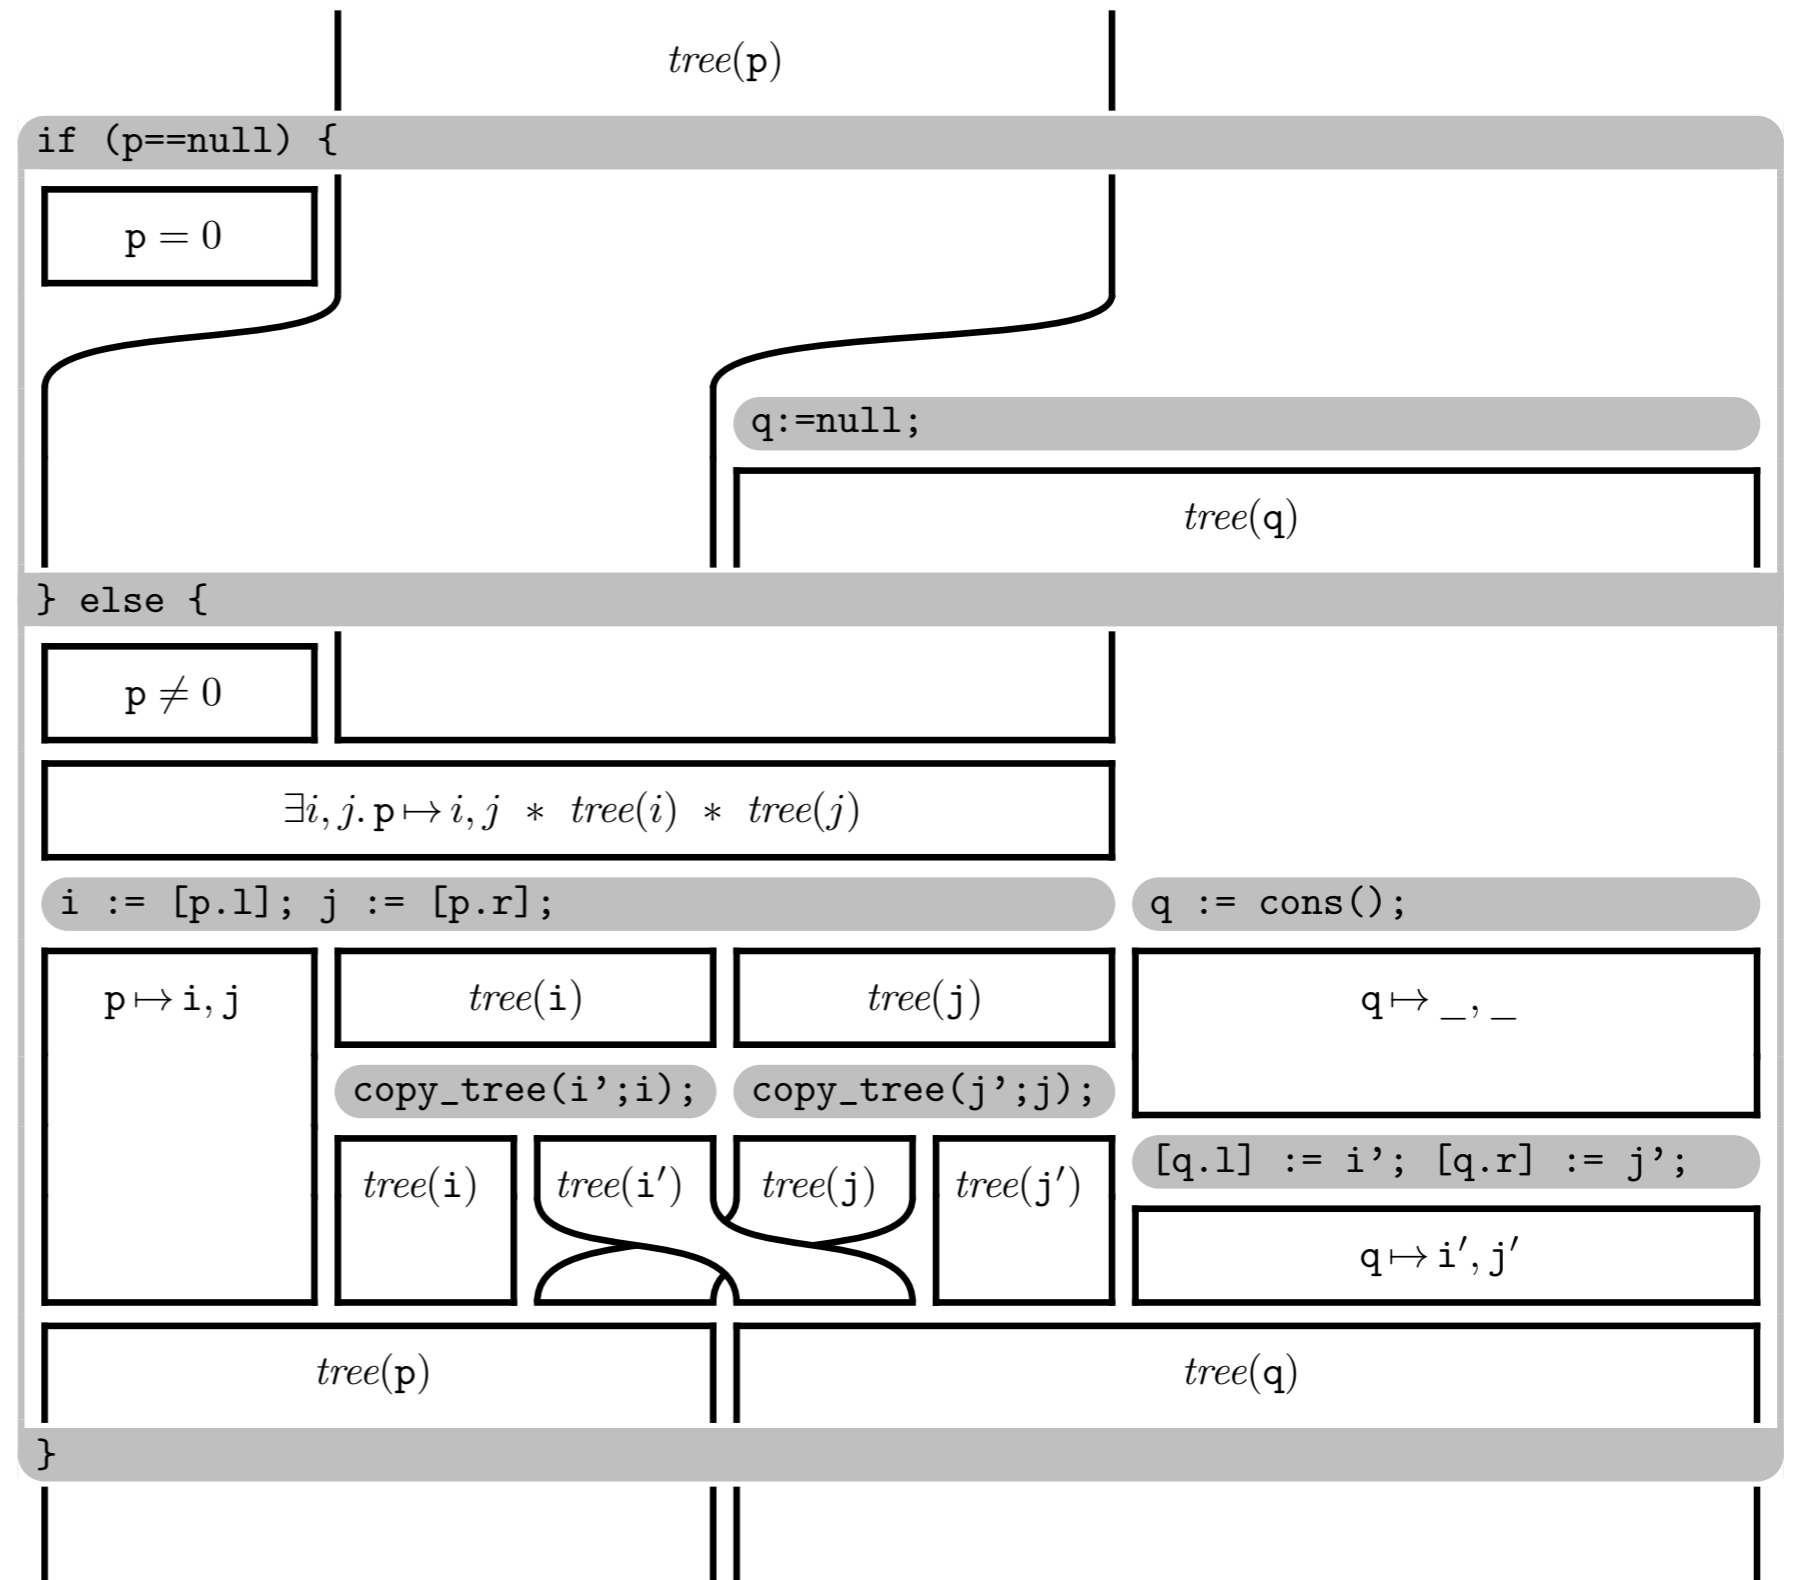 tree(p)
if (p==null) {
p = 0
q:=null;
tree(q)
} else {
p ≠ 0
∃i, j. p ↦ i, j * tree(i) * tree(j)
i := [p.l]; j := [p.r]; q := cons();
p ↦ i, j tree(i) tree(j) q ↦ _, _
copy_tree(i’;i); copy_tree(j’;j);
[q.l] := i’; [q.r] := j’;
tree(i) tree(i′) tree(j) tree(j′)
q ↦ i′, j′
tree(p) tree(q)
}